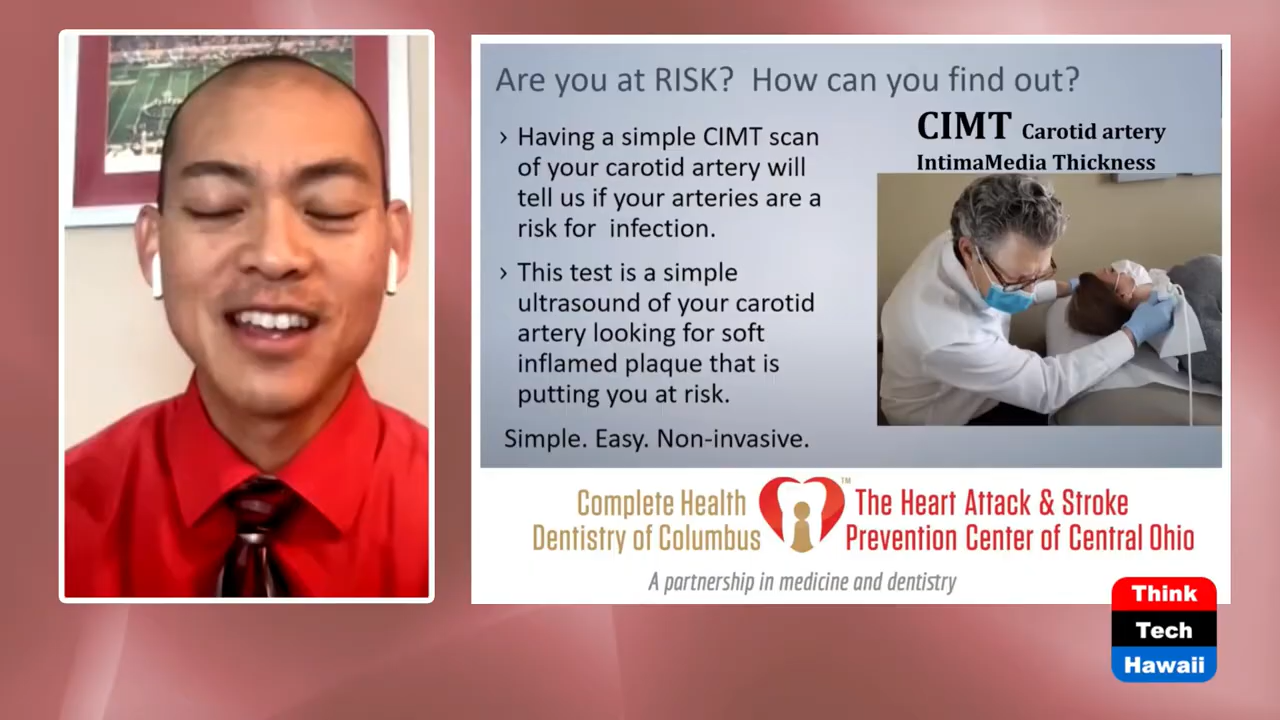 Are you at RISK? How can you find out?
› Having a simple CIMT scan
of your carotid artery will
tell us if your arteries are a
risk for infection.
› This test is a simple
ultrasound of your carotid
artery looking for soft
inflamed plaque that is
putting you at risk.
Simple. Easy. Non-invasive.
CIMT Carotid artery
IntimaMedia Thickness
Complete Health
Dentistry of Columbus
TM
The Heart Attack & Stroke
Prevention Center of Central Ohio
A partnership in medicine and dentistry
Think
Tech
Hawaii